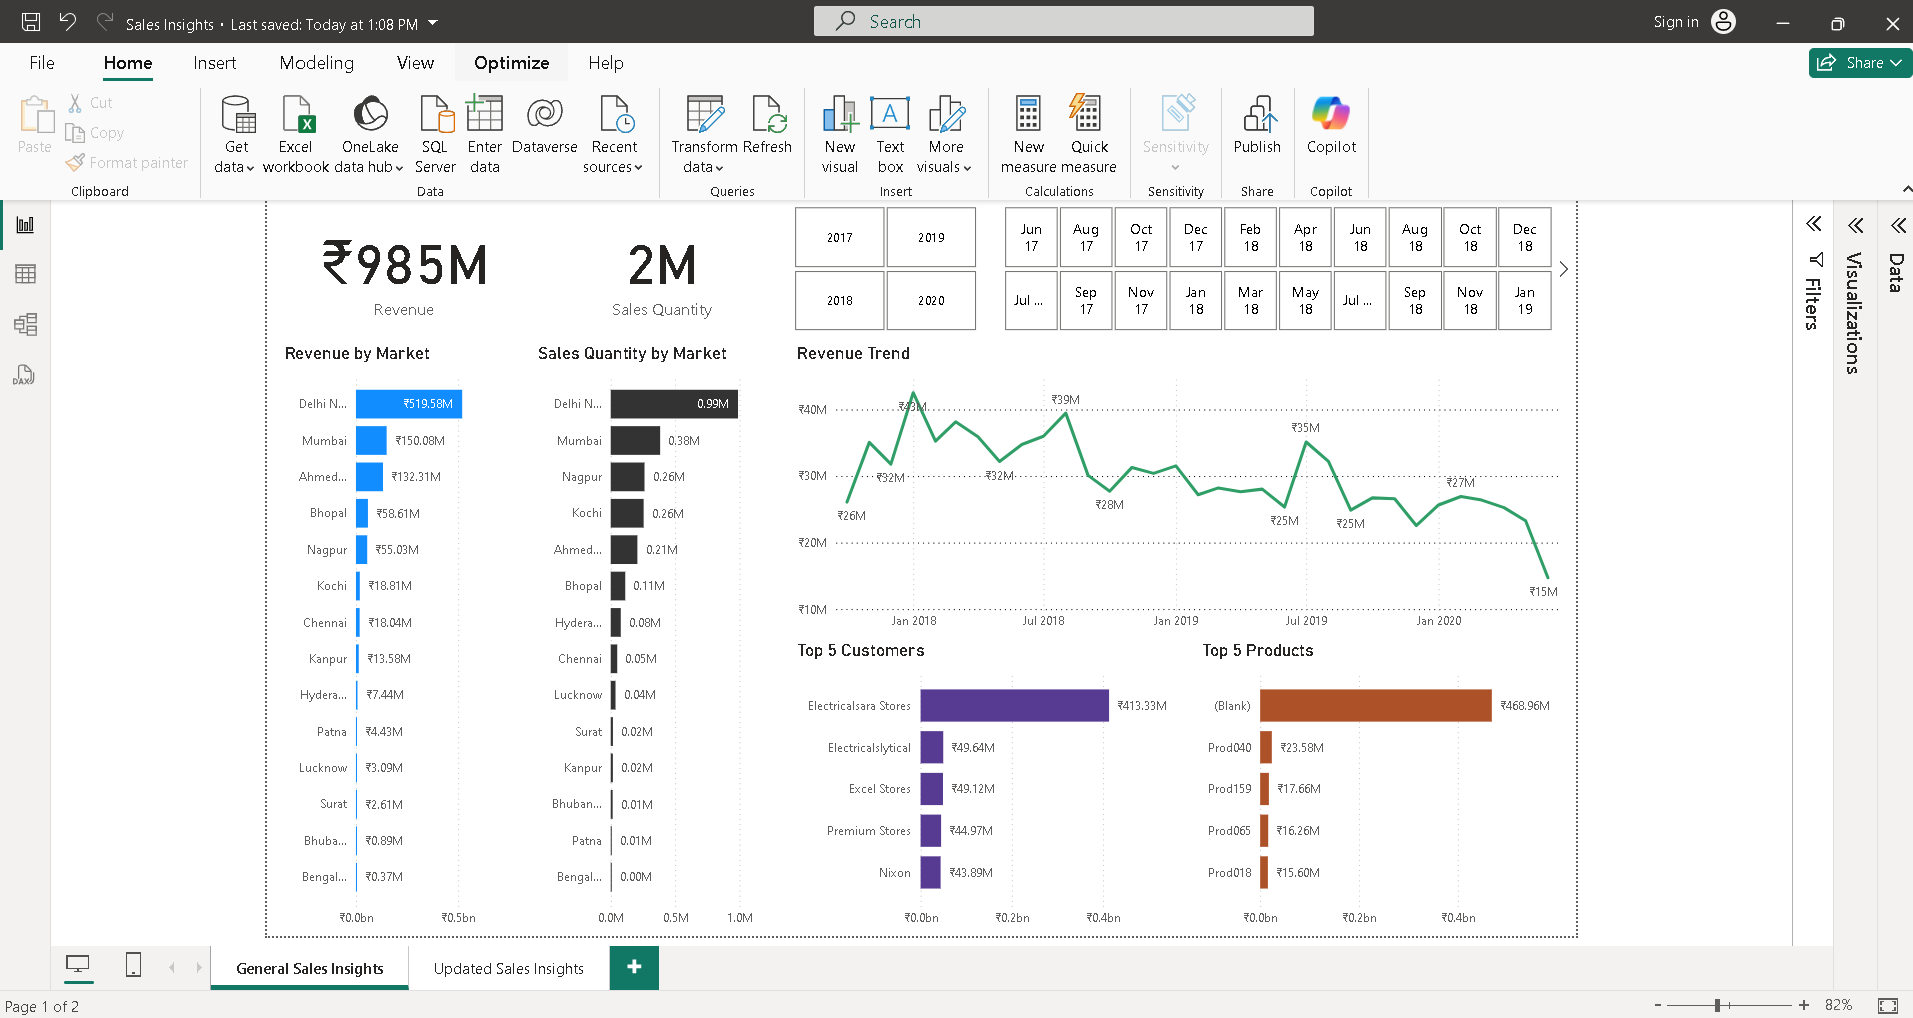 Sales Insights • Last saved: Today at 1:08 PM
Search
Sign in
File Home Insert Modeling View Optimize Help
Share
Paste
Cut
Copy
Format painter
Clipboard
Get data
Excel workbook
OneLake data hub
SQL Server
Enter data
Dataverse
Recent sources
Data
Transform data
Refresh
Queries
New visual
Text box
More visuals
Insert
New measure
Quick measure
Calculations
Sensitivity
Sensitivity
Publish
Share
Copilot
Copilot
DAX
₹985M
Revenue
2M
Sales Quantity
2017 2019
2018 2020
Jun 17 Aug 17 Oct 17 Dec 17 Feb 18 Apr 18 Jun 18 Aug 18 Oct 18 Dec 18
Jul ... Sep 17 Nov 17 Jan 18 Mar 18 May 18 Jul ... Sep 18 Nov 18 Jan 19
Filters
Visualizations
Data
Revenue by Market
Delhi N... ₹519.58M
Mumbai ₹150.08M
Ahmed... ₹132.31M
Bhopal ₹58.61M
Nagpur ₹55.03M
Kochi ₹18.81M
Chennai ₹18.04M
Kanpur ₹13.58M
Hydera... ₹7.44M
Patna ₹4.43M
Lucknow ₹3.09M
Surat ₹2.61M
Bhuba... ₹0.89M
Bengal... ₹0.37M
₹0.0bn ₹0.5bn
Sales Quantity by Market
Delhi N... 0.99M
Mumbai 0.38M
Nagpur 0.26M
Kochi 0.26M
Ahmed... 0.21M
Bhopal 0.11M
Hydera... 0.08M
Chennai 0.05M
Lucknow 0.04M
Surat 0.02M
Kanpur 0.02M
Bhuban... 0.01M
Patna 0.01M
Bengal... 0.00M
0.0M 0.5M 1.0M
Revenue Trend
₹40M
₹30M
₹20M
₹10M
₹26M
₹32M
₹43M
₹32M
₹39M
₹28M
₹25M
₹35M
₹25M
₹27M
₹15M
Jan 2018 Jul 2018 Jan 2019 Jul 2019 Jan 2020
Top 5 Customers
Electricalsara Stores ₹413.33M
Electricalslytical ₹49.64M
Excel Stores ₹49.12M
Premium Stores ₹44.97M
Nixon ₹43.89M
₹0.0bn ₹0.2bn ₹0.4bn
Top 5 Products
(Blank) ₹468.96M
Prod040 ₹23.58M
Prod159 ₹17.66M
Prod065 ₹16.26M
Prod018 ₹15.60M
₹0.0bn ₹0.2bn ₹0.4bn
General Sales Insights
Updated Sales Insights
Page 1 of 2
82%